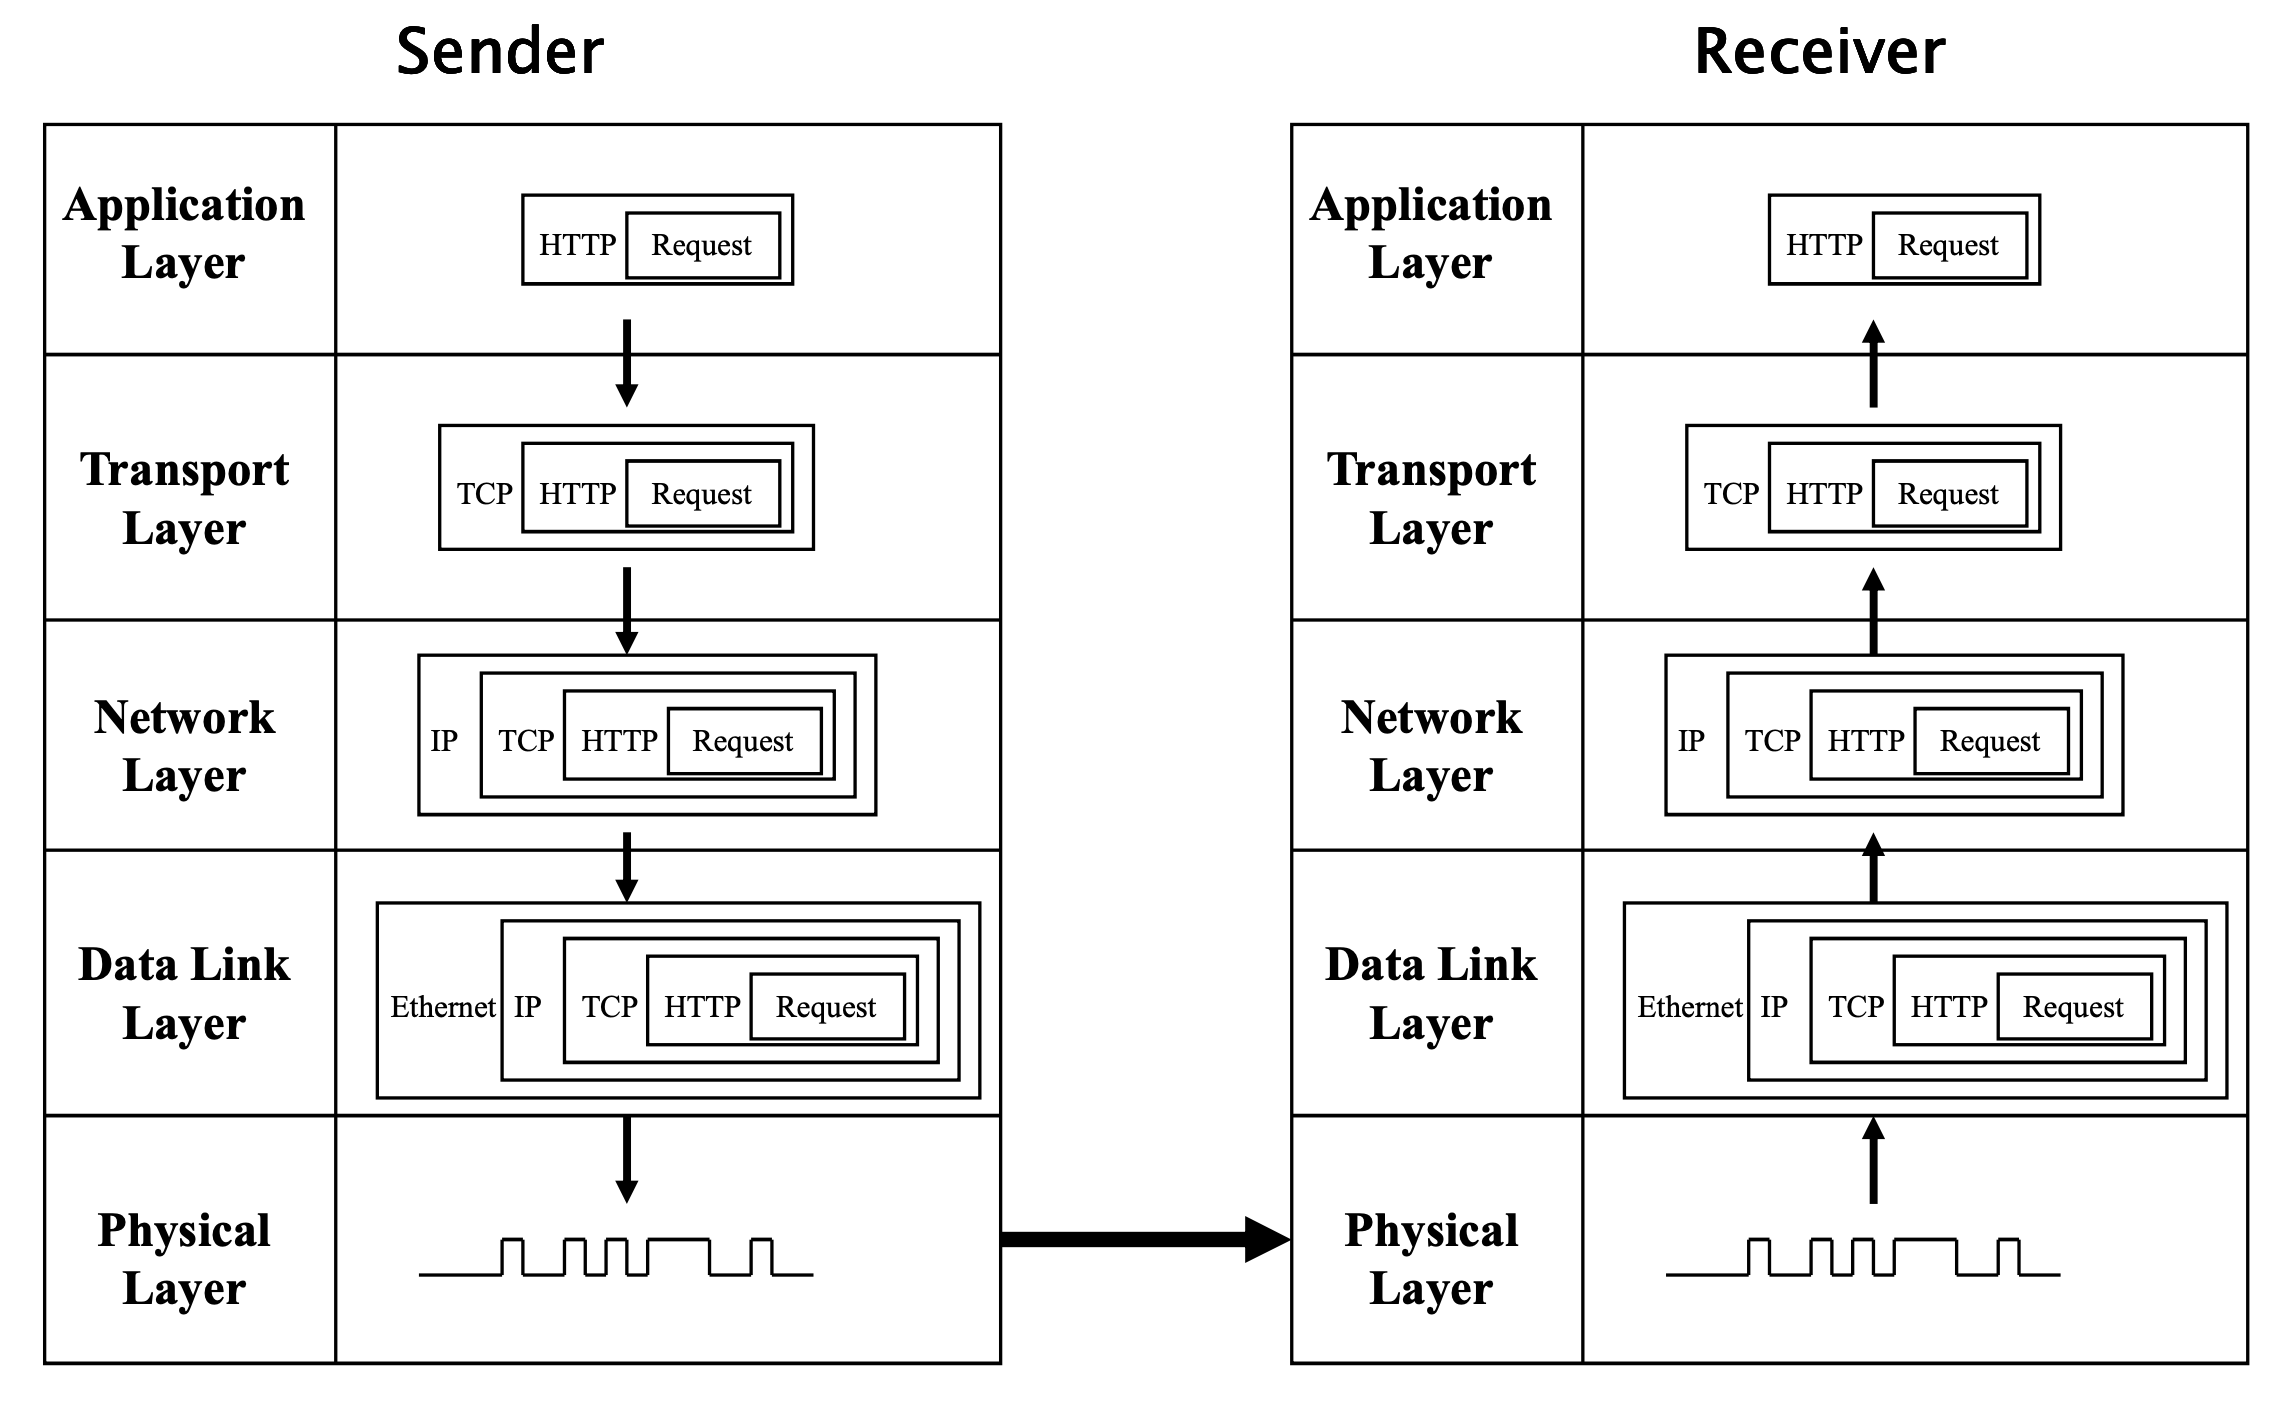 Sender
Application
Layer
HTTP Request
Transport
Layer
TCP HTTP Request
Network
Layer
IP TCP HTTP Request
Data Link
Layer
Ethernet IP TCP HTTP Request
Physical
Layer
Receiver
Application
Layer
HTTP Request
Transport
Layer
TCP HTTP Request
Network
Layer
IP TCP HTTP Request
Data Link
Layer
Ethernet IP TCP HTTP Request
Physical
Layer